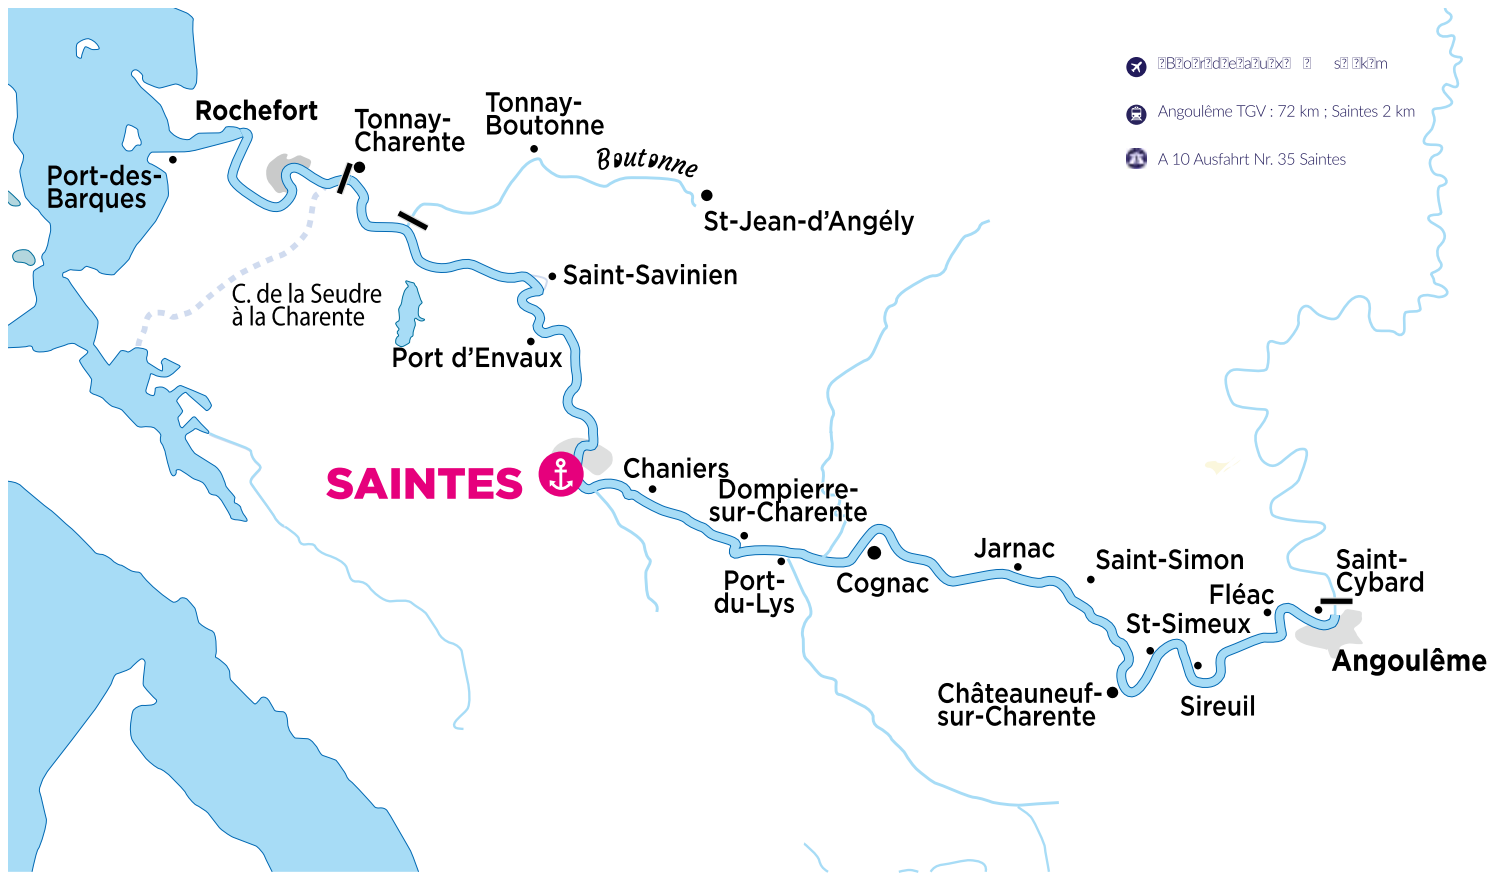 Rochefort
Tonnay-
Charente
Tonnay-
Boutonne
Boutonne
Port-des-
Barques
St-Jean-d’Angély
Saint-Savinien
C. de la Seudre
à la Charente
Port d’Envaux
SAINTES
Chaniers
Dompierre-
sur-Charente
Port-
du-Lys
Cognac
Jarnac
Saint-Simon
Saint-
Cybard
Fléac
St-Simeux
Angoulême
Châteauneuf-
sur-Charente
Sireuil
Bordeaux
km
Angoulême TGV : 72 km ; Saintes 2 km
A 10 Ausfahrt Nr. 35 Saintes